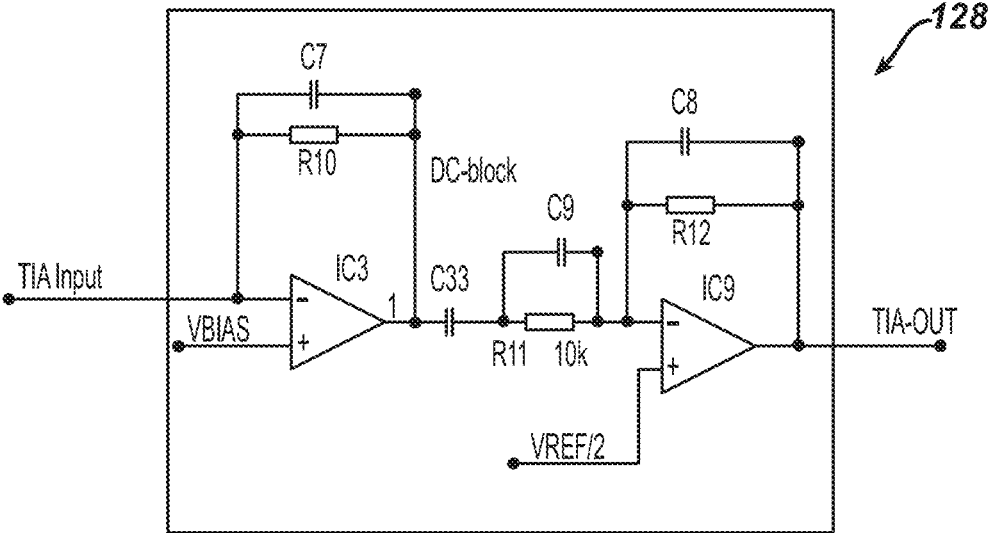 128
C7
R10
DC-block
C8
R12
C9
TIA Input
IC3
-
1
C33
IC9
-
VBIAS
+
R11
10k
TIA-OUT
+
VREF/2